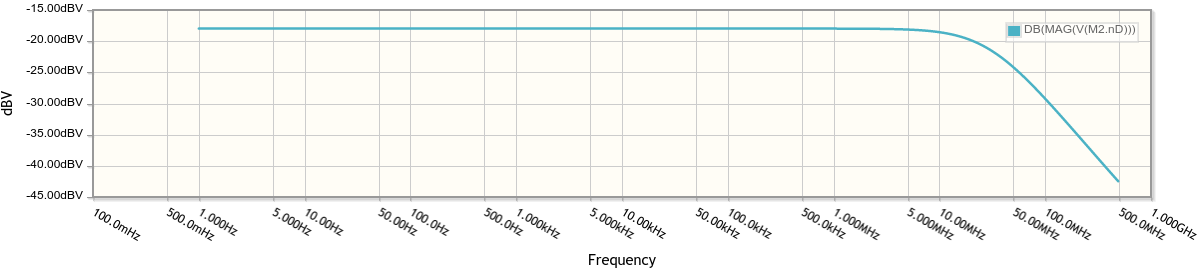 -15.00dBV
-20.00dBV
-25.00dBV
-30.00dBV
-35.00dBV
-40.00dBV
-45.00dBV
dBV
DB(MAG(V(M2.nD)))
100.0mHz
500.0mHz
1.000Hz
5.000Hz
10.00Hz
50.00Hz
100.0Hz
500.0Hz
1.000kHz
5.000kHz
10.00kHz
50.00kHz
100.0kHz
500.0kHz
1.000MHz
5.000MHz
10.00MHz
50.00MHz
100.0MHz
500.0MHz
1.000GHz
Frequency